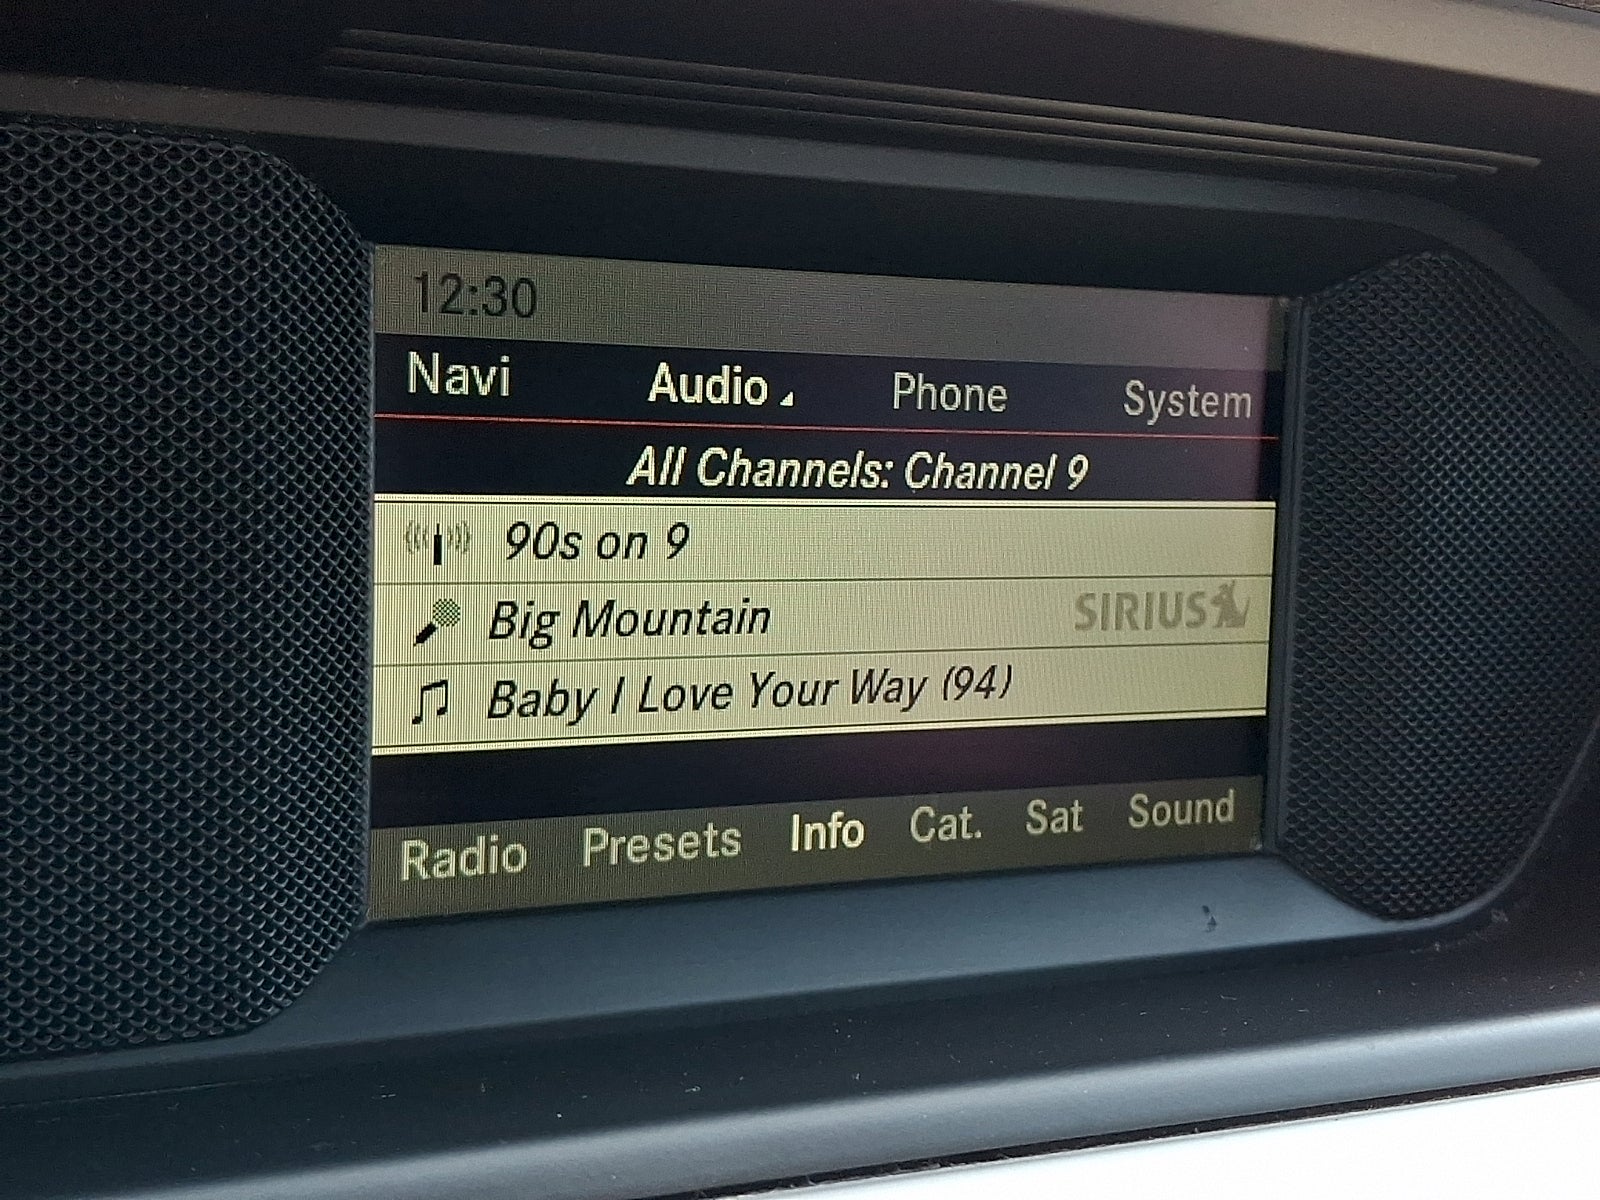 12:30
Navi Audio Phone System
All Channels: Channel 9
90s on 9
Big Mountain SIRIUS
Baby I Love Your Way (94)
Radio Presets Info Cat. Sat Sound